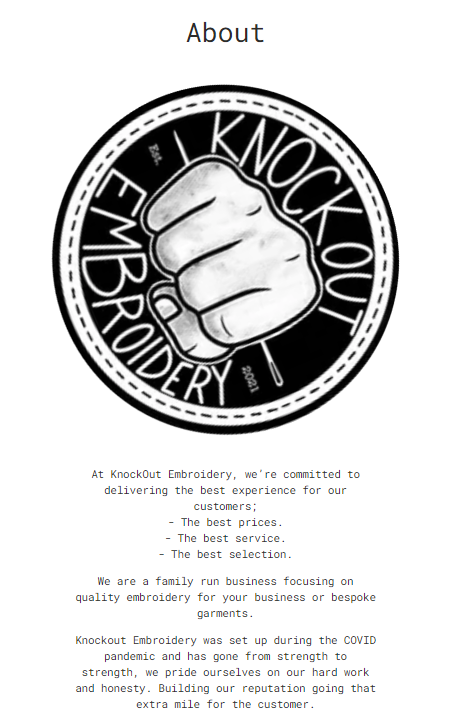 About
KNOCK OUT
Est.
EMBROIDERY
2021
At KnockOut Embroidery, we're committed to
delivering the best experience for our
customers;
- The best prices.
- The best service.
- The best selection.
We are a family run business focusing on
quality embroidery for your business or bespoke
garments.
Knockout Embroidery was set up during the COVID
pandemic and has gone from strength to
strength, we pride ourselves on our hard work
and honesty. Building our reputation going that
extra mile for the customer.